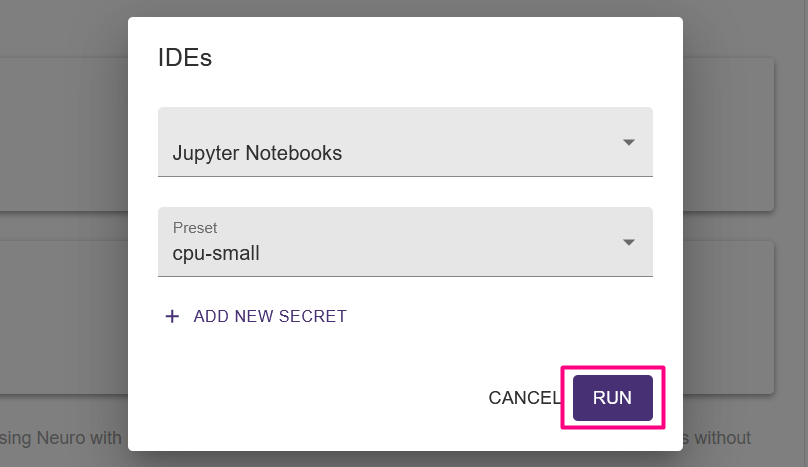 IDEs
Jupyter Notebooks
Preset
cpu-small
+ ADD NEW SECRET
CANCEL RUN
sing Neuro with
s without